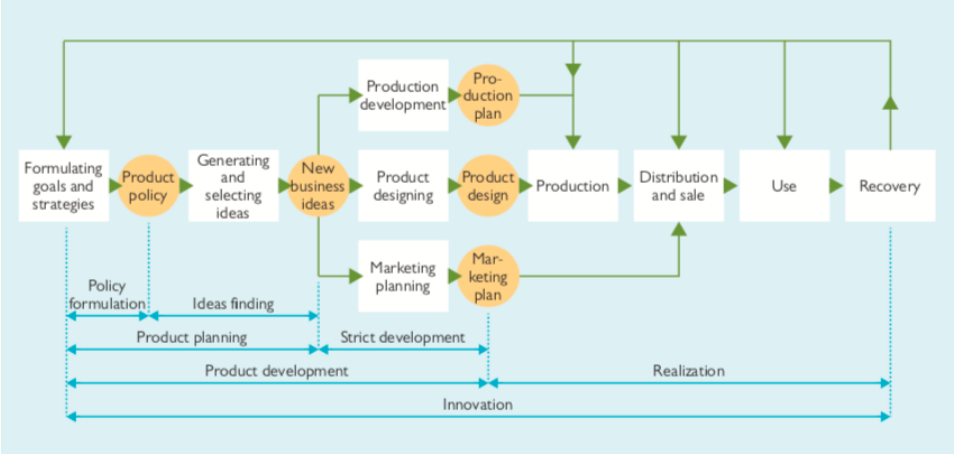 Production
development
Pro-
duction
plan
Formulating
goals and
strategies
Product
policy
Generating
and
selecting
ideas
New
business
ideas
Product
designing
Product
design
Production
Distribution
and sale
Use
Recovery
Marketing
planning
Mar-
keting
plan
Policy
formulation
Ideas finding
Product planning
Strict development
Product development
Realization
Innovation